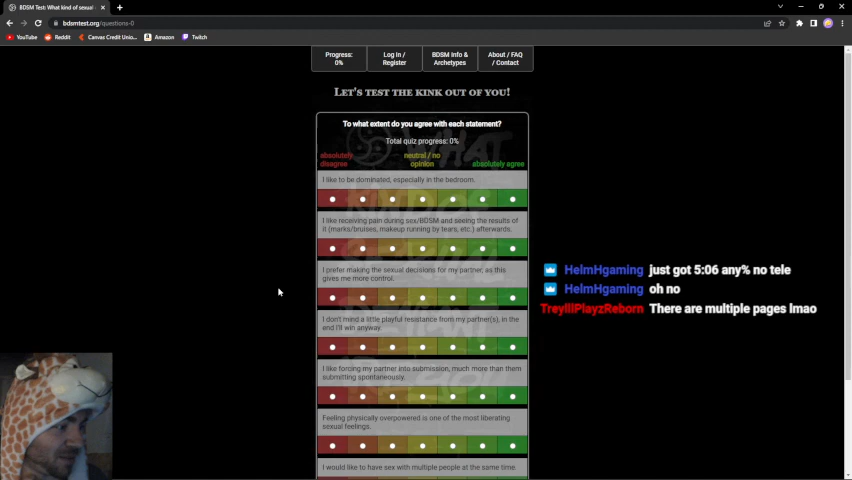 BDSM Test: What kind of sexual
bdsmtest.org/questions-0
YouTube Reddit Canvas Credit Unio... Amazon Twitch
Progress: 0%
Log In / Register
BDSM Info & Archetypes
About / FAQ / Contact
LET'S TEST THE KINK OUT OF YOU!
To what extent do you agree with each statement?
Total quiz progress: 0%
absolutely disagree
neutral / no opinion
absolutely agree
I like to be dominated, especially in the bedroom.
I like receiving pain during sex/BDSM and seeing the results of
it (marks/bruises, makeup running by tears, etc.) afterwards.
I prefer making the sexual decisions for my partner, as this
gives me more control.
I don't mind a little playful resistance from my partner(s), in the
end I'll win anyway.
I like forcing my partner into submission, much more than them
submitting spontaneously.
Feeling physically overpowered is one of the most liberating
sexual feelings.
I would like to have sex with multiple people at the same time.
HelmHgaming just got 5:06 any% no tele
HelmHgaming oh no
TreyIIIPlayzReborn There are multiple pages lmao